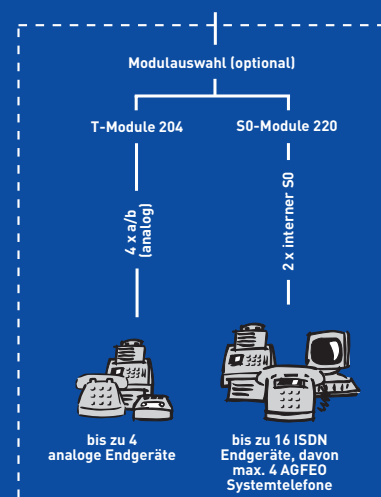 Modulauswahl (optional)
T-Module 204
S0-Module 220
4 x a/b
(analog)
2 x interner S0
bis zu 4
analoge Endgeräte
bis zu 16 ISDN
Endgeräte, davon
max. 4 AGFEO
Systemtelefone